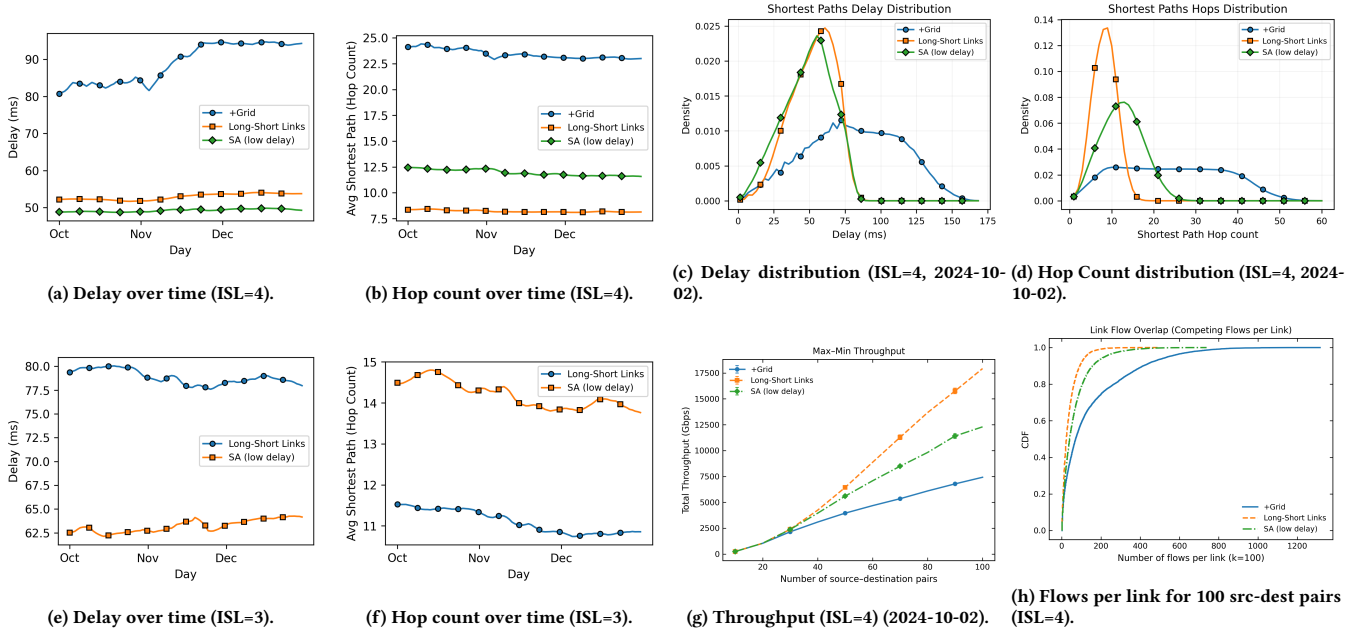 Delay (ms)
90
80
70
60
50
+Grid
Long-Short Links
SA (low delay)
Oct
Nov
Dec
Day
(a) Delay over time (ISL=4).
Avg Shortest Path (Hop Count)
25.0
22.5
20.0
17.5
15.0
12.5
10.0
7.5
+Grid
Long-Short Links
SA (low delay)
Oct
Nov
Dec
Day
(b) Hop count over time (ISL=4).
Shortest Paths Delay Distribution
Density
0.025
0.020
0.015
0.010
0.005
0.000
+Grid
Long-Short Links
SA (low delay)
0
25
50
75
100
125
150
175
Delay (ms)
(c) Delay distribution (ISL=4, 2024-10-
02).
Shortest Paths Hops Distribution
Density
0.14
0.12
0.10
0.08
0.06
0.04
0.02
0.00
+Grid
Long-Short Links
SA (low delay)
0
10
20
30
40
50
60
Shortest Path Hop count
(d) Hop Count distribution (ISL=4, 2024-
10-02).
Delay (ms)
80.0
77.5
75.0
72.5
70.0
67.5
65.0
62.5
Long-Short Links
SA (low delay)
Oct
Nov
Dec
Day
(e) Delay over time (ISL=3).
Avg Shortest Path (Hop Count)
15
14
13
12
11
Long-Short Links
SA (low delay)
Oct
Nov
Dec
Day
(f) Hop count over time (ISL=3).
Max–Min Throughput
Total Throughput (Gbps)
17500
15000
12500
10000
7500
5000
2500
0
+Grid
Long-Short Links
SA (low delay)
20
40
60
80
100
Number of source–destination pairs
(g) Throughput (ISL=4) (2024-10-02).
Link Flow Overlap (Competing Flows per Link)
CDF
1.0
0.8
0.6
0.4
0.2
0.0
+Grid
Long-Short Links
SA (low delay)
0
200
400
600
800
1000
1200
Number of flows per link (k=100)
(h) Flows per link for 100 src-dest pairs
(ISL=4).